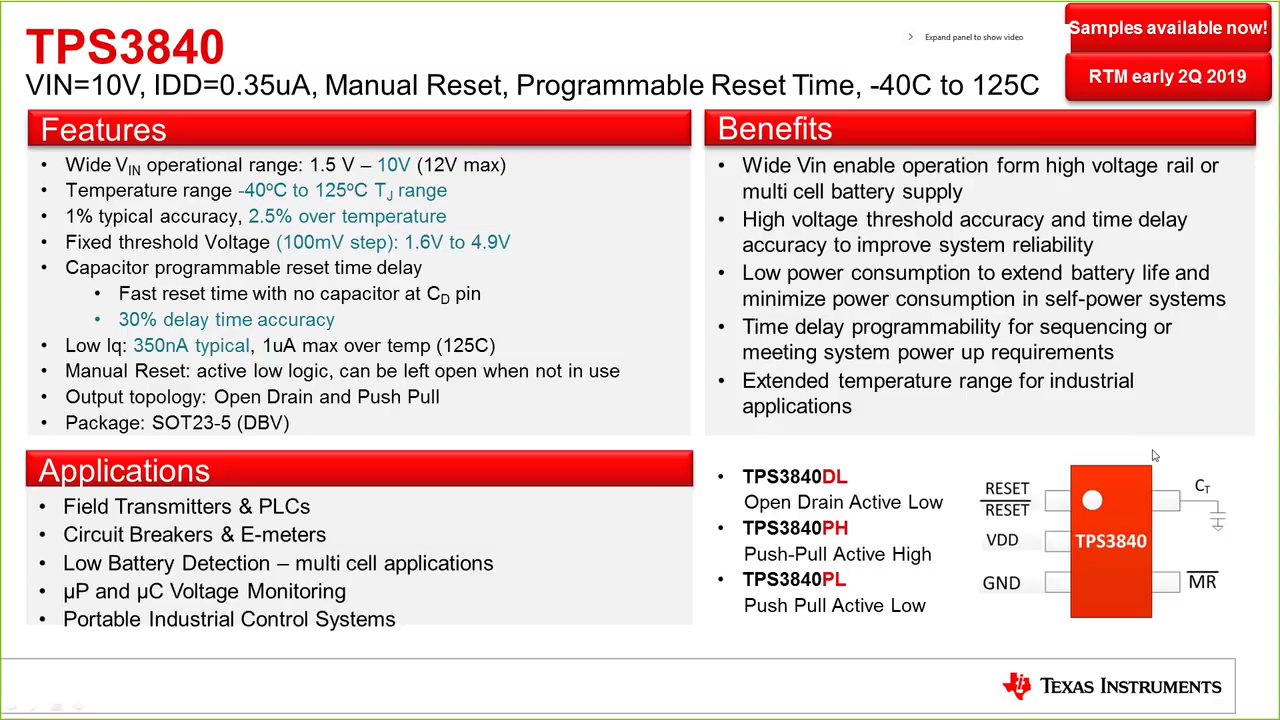 TPS3840
VIN=10V, IDD=0.35uA, Manual Reset, Programmable Reset Time, -40C to 125C
Expand panel to show video
Samples available now!
RTM early 2Q 2019
Features
• Wide VIN operational range: 1.5 V – 10V (12V max)
• Temperature range -40ºC to 125ºC TJ range
• 1% typical accuracy, 2.5% over temperature
• Fixed threshold Voltage (100mV step): 1.6V to 4.9V
• Capacitor programmable reset time delay
• Fast reset time with no capacitor at CD pin
• 30% delay time accuracy
• Low Iq: 350nA typical, 1uA max over temp (125C)
• Manual Reset: active low logic, can be left open when not in use
• Output topology: Open Drain and Push Pull
• Package: SOT23-5 (DBV)
Benefits
• Wide Vin enable operation form high voltage rail or
multi cell battery supply
• High voltage threshold accuracy and time delay
accuracy to improve system reliability
• Low power consumption to extend battery life and
minimize power consumption in self-power systems
• Time delay programmability for sequencing or
meeting system power up requirements
• Extended temperature range for industrial
applications
Applications
• Field Transmitters & PLCs
• Circuit Breakers & E-meters
• Low Battery Detection – multi cell applications
• µP and µC Voltage Monitoring
• Portable Industrial Control Systems
• TPS3840DL
Open Drain Active Low
• TPS3840PH
Push-Pull Active High
• TPS3840PL
Push Pull Active Low
RESET
RESET
VDD
GND
TPS3840
CT
MR
TEXAS INSTRUMENTS